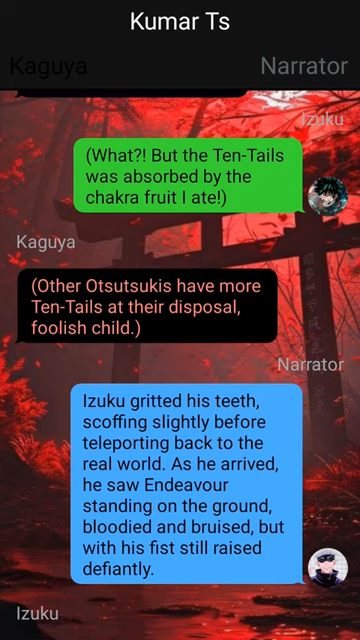 Kumar Ts
Kaguya
Narrator
Izuku
(What?! But the Ten-Tails
was absorbed by the
chakra fruit I ate!)
Kaguya
(Other Otsutsukis have more
Ten-Tails at their disposal,
foolish child.)
Narrator
Izuku gritted his teeth,
scoffing slightly before
teleporting back to the
real world. As he arrived,
he saw Endeavour
standing on the ground,
bloodied and bruised, but
with his fist still raised
defiantly.
Izuku